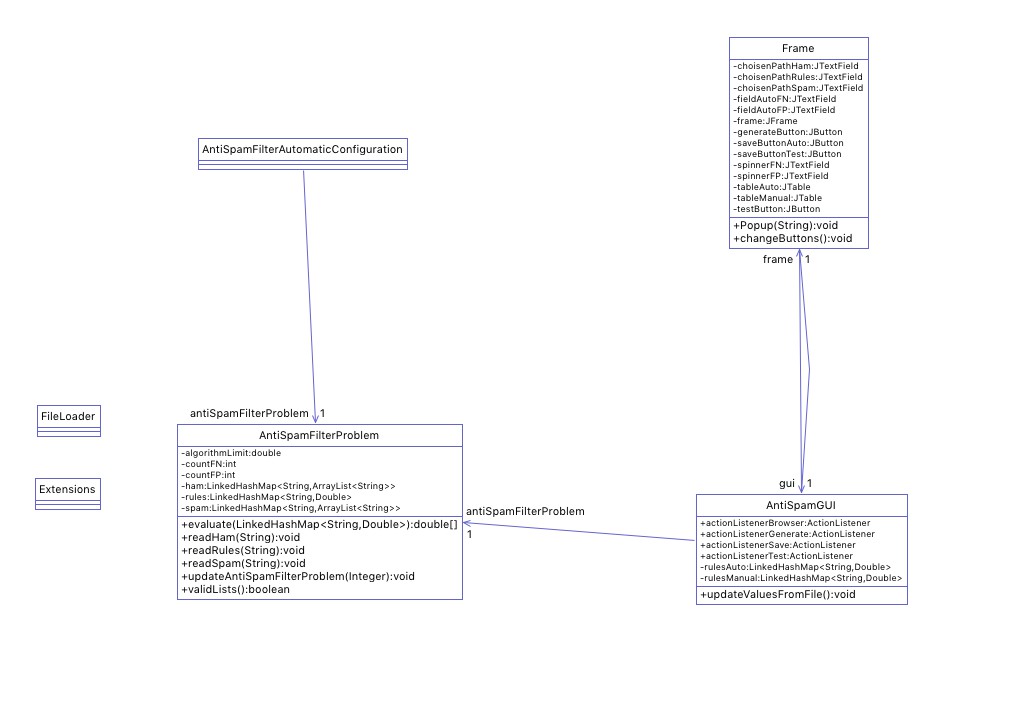 Frame
-choisenPathHam:JTextField
-choisenPathRules:JTextField
-choisenPathSpam:JTextField
-fieldAutoFN:JTextField
-fieldAutoFP:JTextField
-frame:JFrame
-generateButton:JButton
-saveButtonAuto:JButton
-saveButtonTest:JButton
-spinnerFN:JTextField
-spinnerFP:JTextField
-tableAuto:JTable
-tableManual:JTable
-testButton:JButton
+Popup(String):void
+changeButtons():void
frame 1
AntiSpamFilterAutomaticConfiguration
antiSpamFilterProblem 1
FileLoader
Extensions
AntiSpamFilterProblem
-algorithmLimit:double
-countFN:int
-countFP:int
-ham:LinkedHashMap<String,ArrayList<String>>
-rules:LinkedHashMap<String,Double>
-spam:LinkedHashMap<String,ArrayList<String>>
+evaluate(LinkedHashMap<String,Double>):double[]
+readHam(String):void
+readRules(String):void
+readSpam(String):void
+updateAntiSpamFilterProblem(Integer):void
+validLists():boolean
antiSpamFilterProblem
1
gui 1
AntiSpamGUI
+actionListenerBrowser:ActionListener
+actionListenerGenerate:ActionListener
+actionListenerSave:ActionListener
+actionListenerTest:ActionListener
-rulesAuto:LinkedHashMap<String,Double>
-rulesManual:LinkedHashMap<String,Double>
+updateValuesFromFile():void